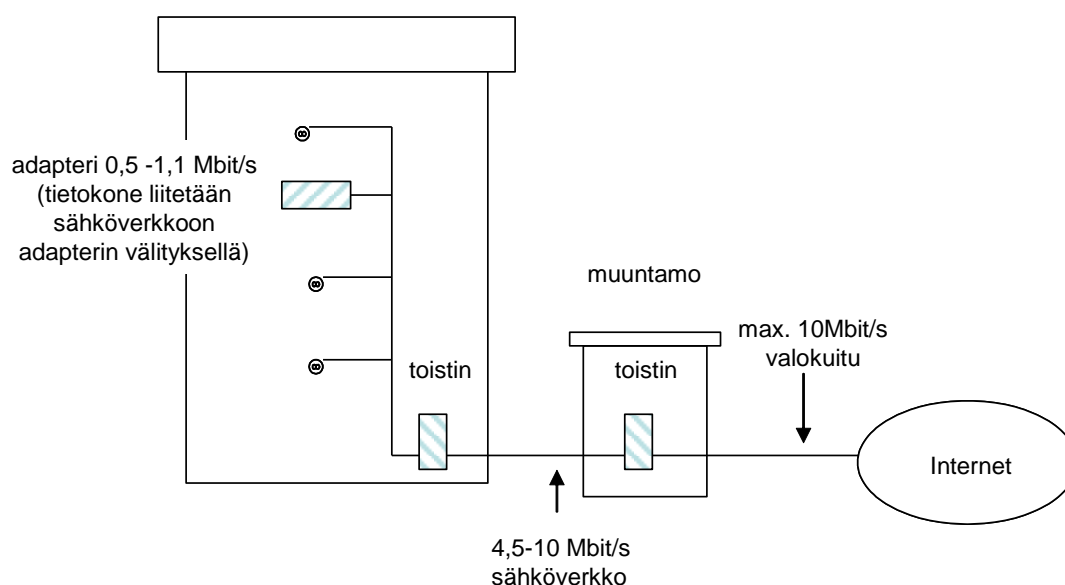 adapteri 0,5 -1,1 Mbit/s
(tietokone liitetään
sähköverkkoon
adapterin välityksellä)
toistin
muuntamo
toistin
max. 10Mbit/s
valokuitu
Internet
4,5-10 Mbit/s
sähköverkko